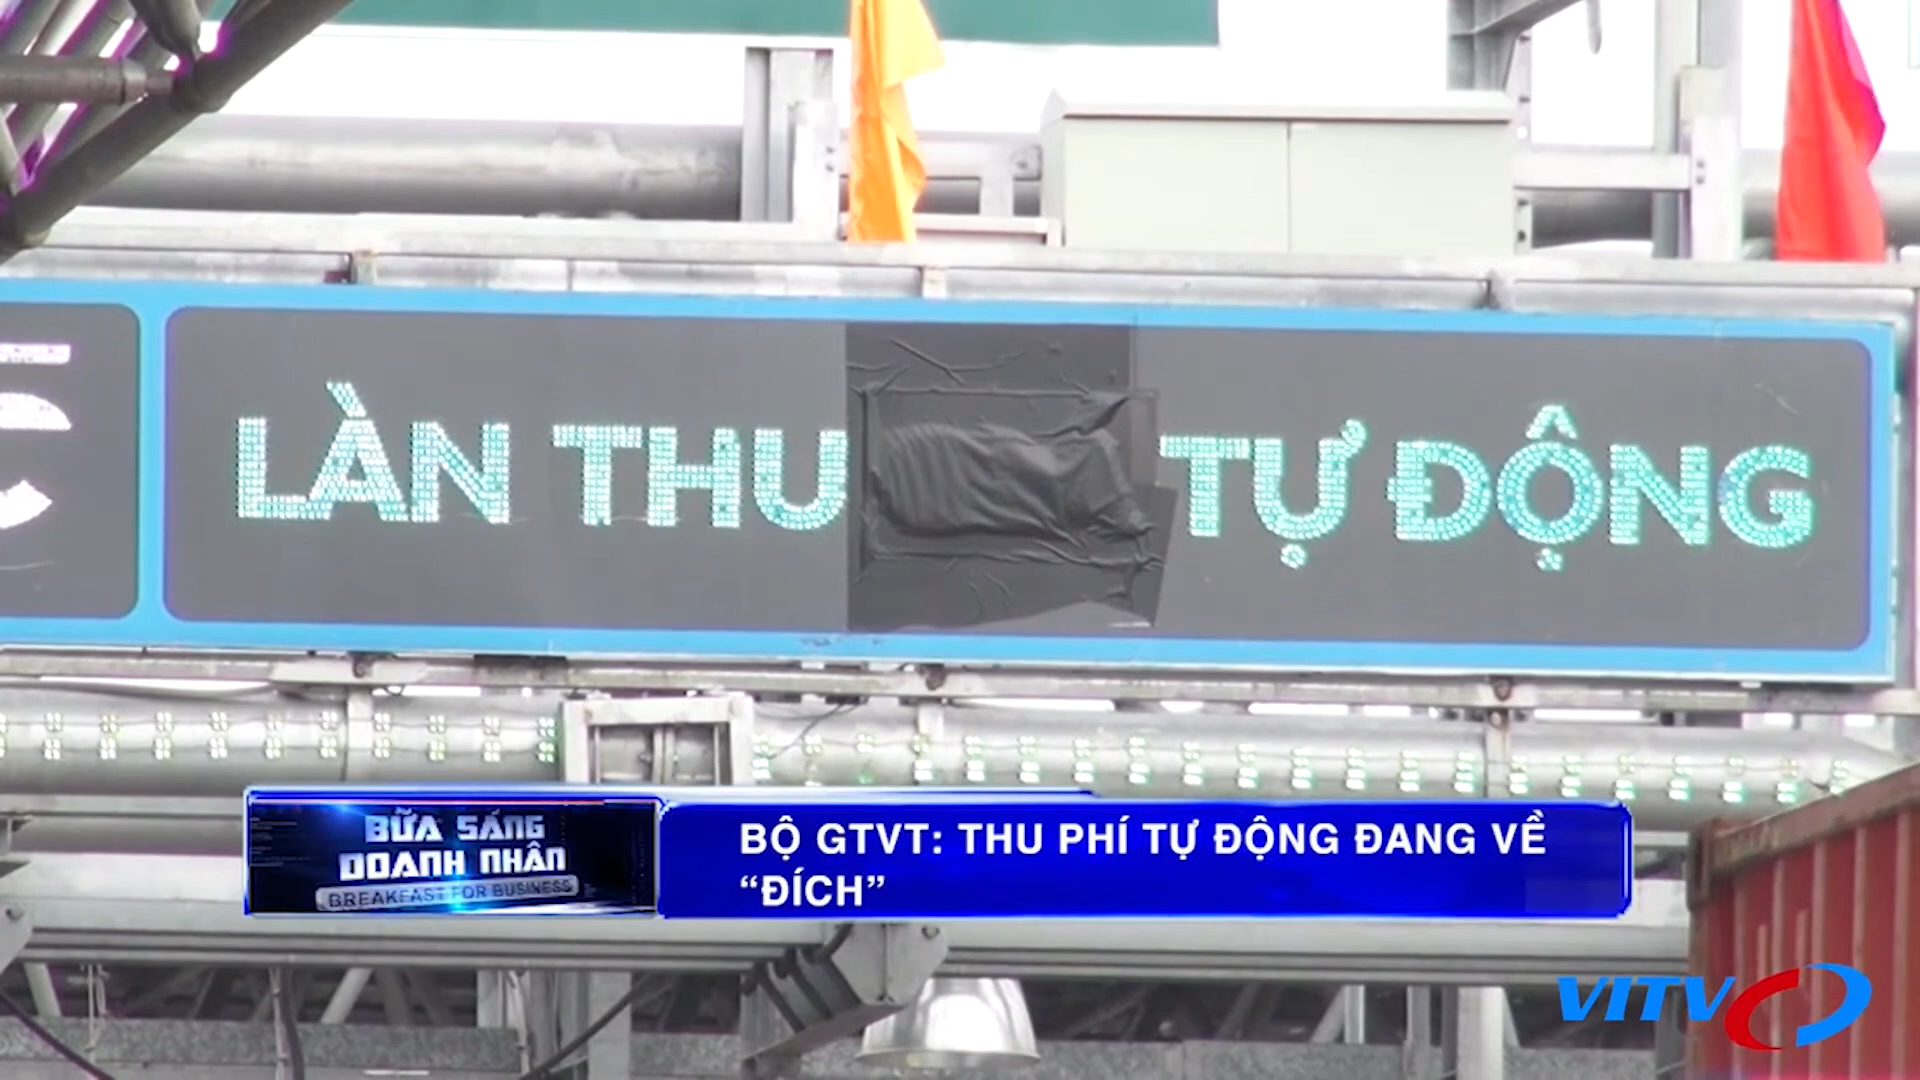 LÀN THU TỰ ĐỘNG
BỮA SÁNG
DOANH NHÂN
BREAKFAST FOR BUSINESS
BỘ GTVT: THU PHÍ TỰ ĐỘNG ĐANG VỀ
“ĐÍCH”
VITV